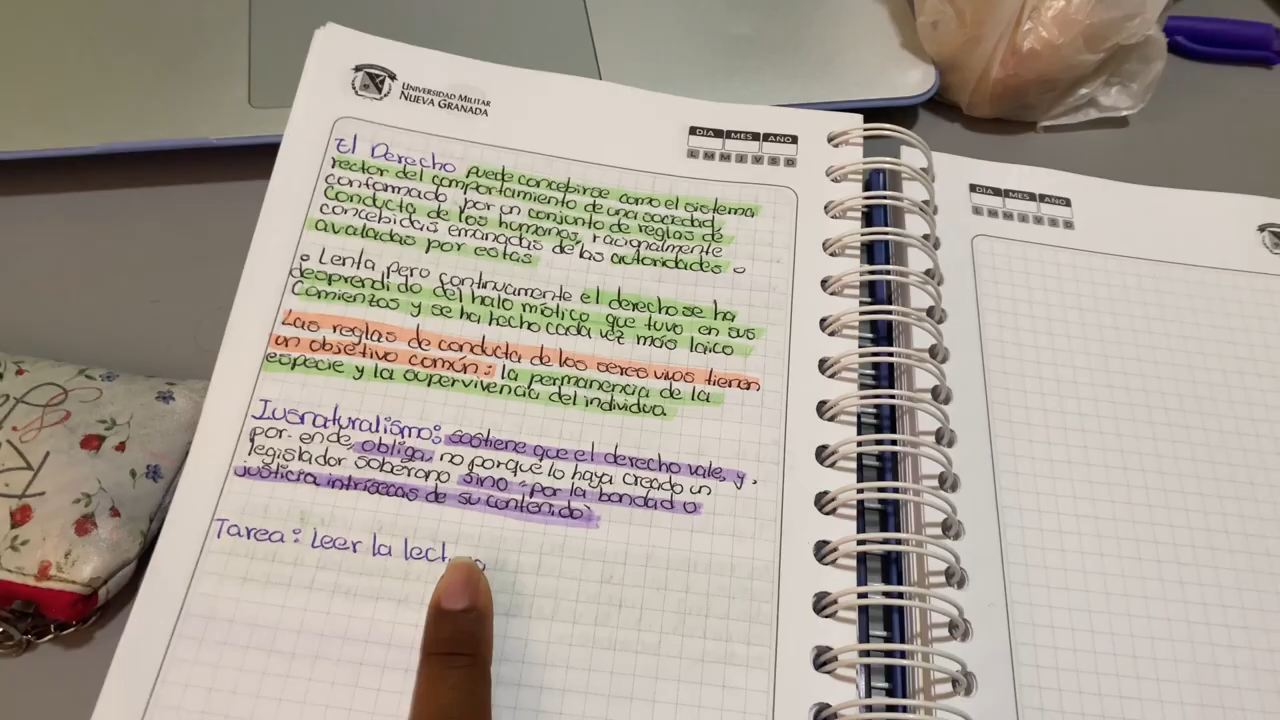 UNIVERSIDAD MILITAR
NUEVA GRANADA
DÍA MES AÑO
L M M J V S D
El Derecho puede concebirse como el sistema
rector del comportamiento de una sociedad,
conformado por un conjunto de reglas de
conducta de los humanos, racionalmente
concebidas emanadas de las autoridades o
avaladas por estas
• Lenta pero continuamente el derecho se ha
desprendido del halo místico que tuvo en sus
comienzos y se ha hecho cada vez más laico
Las reglas de conducta de los seres vivos tienen
un objetivo común: la permanencia de la
especie y la supervivencia del individuo.
Iusnaturalismo: sostiene que el derecho vale, y,
por ende, obliga, no porque lo haya creado un
legislador soberano sino "por la bondad o
justicia intrísecas de su contenido"
Tarea: Leer la
DÍA MES AÑO
L M M J V S D